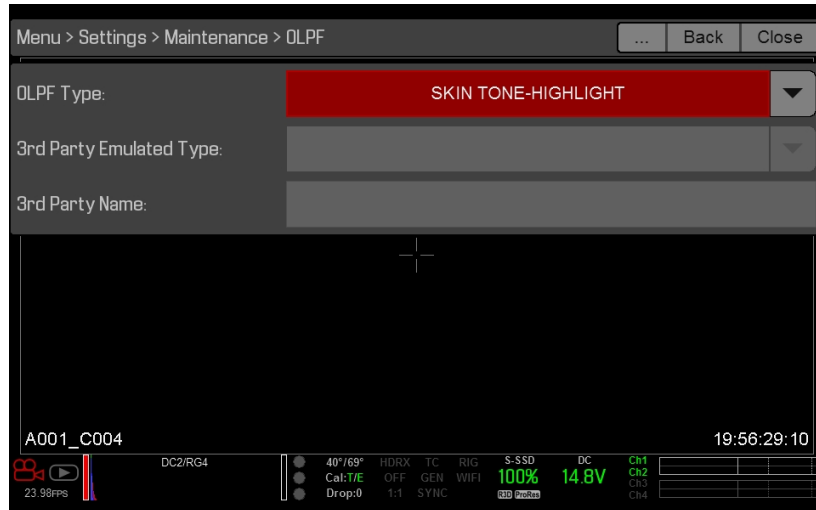 Menu > Settings > Maintenance > OLPF ... Back Close
OLPF Type: SKIN TONE-HIGHLIGHT
3rd Party Emulated Type:
3rd Party Name:
A001_C004 19:56:29:10
DC2/RG4 40°/69° HDRX TC RIG S-SSD DC Ch1
Cal:T/E OFF GEN WIFI 100% 14.8V Ch2
23.98FPS Drop:0 1:1 SYNC R3D ProRes Ch3
Ch4